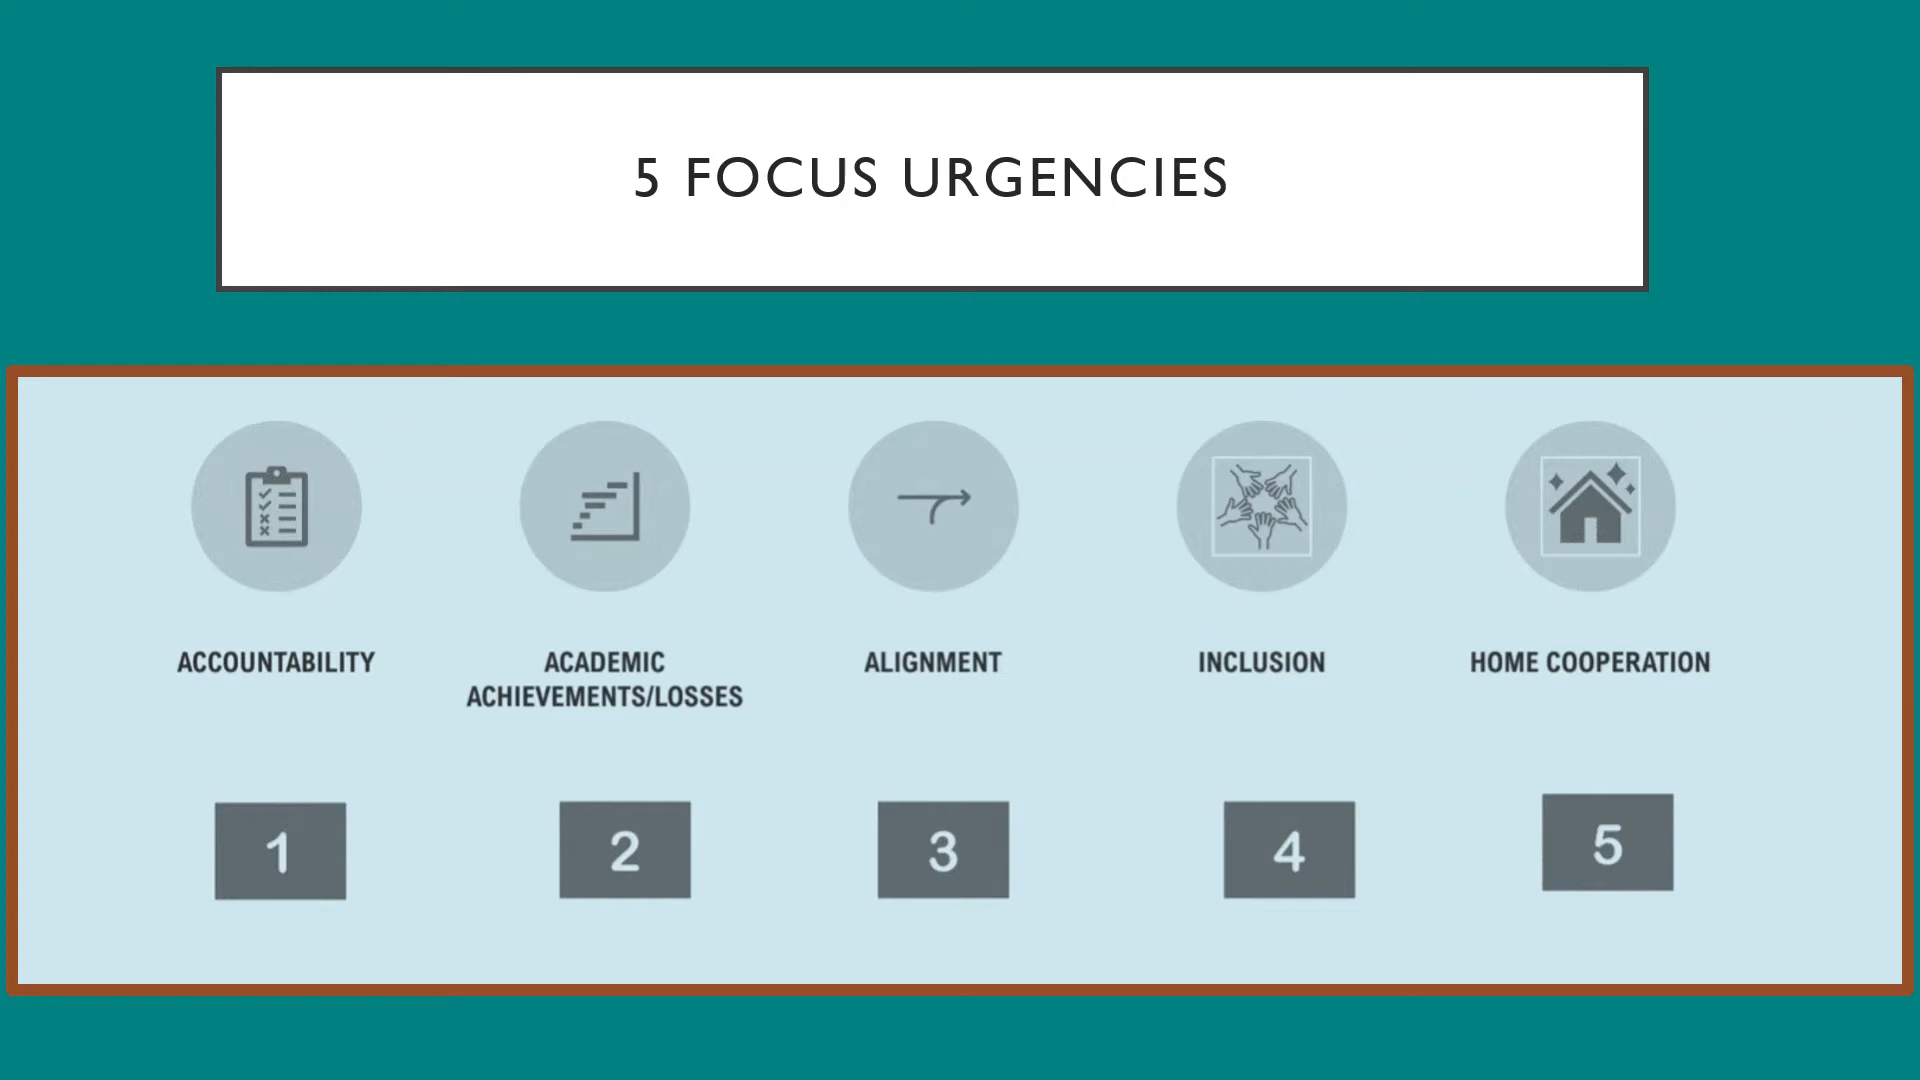 5 FOCUS URGENCIES
ACCOUNTABILITY
ACADEMIC
ACHIEVEMENTS/LOSSES
ALIGNMENT
INCLUSION
HOME COOPERATION
1
2
3
4
5